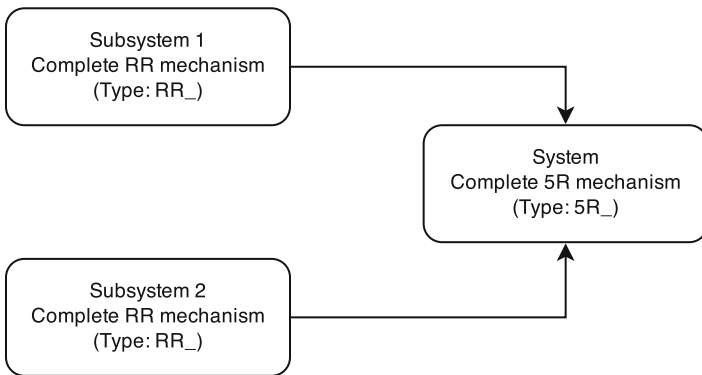 Subsystem 1
Complete RR mechanism
(Type: RR_)
System
Complete 5R mechanism
(Type: 5R_)
Subsystem 2
Complete RR mechanism
(Type: RR_)